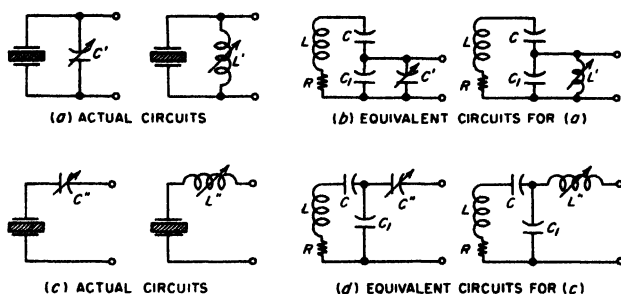 C' L' L C C₁ C' R L C C₁ L' R
(a) ACTUAL CIRCUITS (b) EQUIVALENT CIRCUITS FOR (a)
C" L" L C C" C₁ R L C L" C₁ R
(c) ACTUAL CIRCUITS (d) EQUIVALENT CIRCUITS FOR (c)